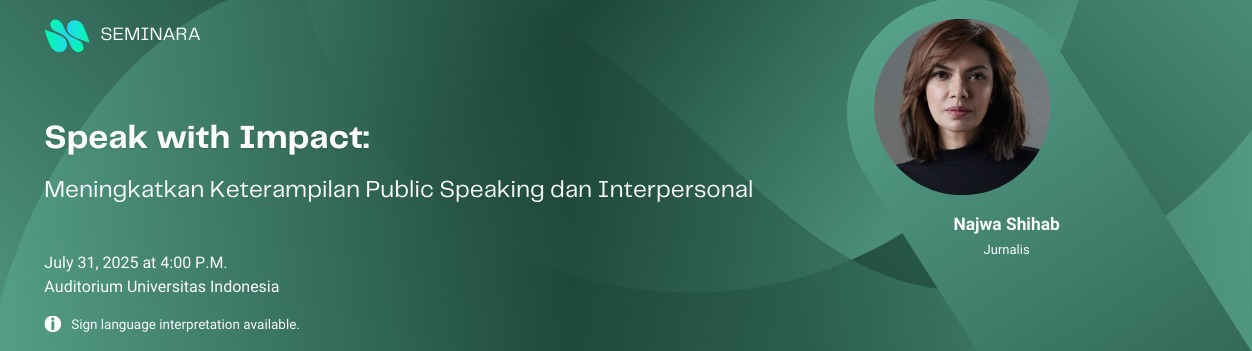 SEMINARA
Speak with Impact:
Meningkatkan Keterampilan Public Speaking dan Interpersonal
July 31, 2025 at 4:00 P.M.
Auditorium Universitas Indonesia
Sign language interpretation available.
Najwa Shihab
Jurnalis